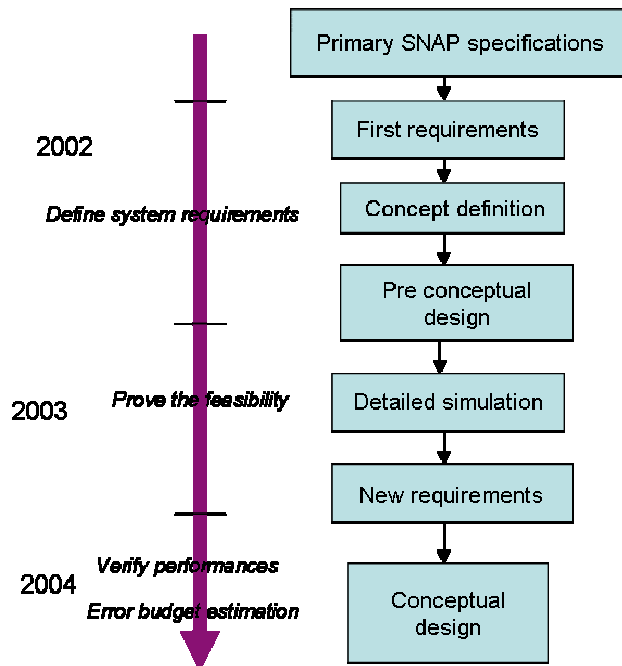 Primary SNAP specifications
First requirements
2002
Define system requirements
Concept definition
Pre conceptual
design
Prove the feasibility
2003
Detailed simulation
New requirements
Verify performances
2004
Error budget estimation
Conceptual
design